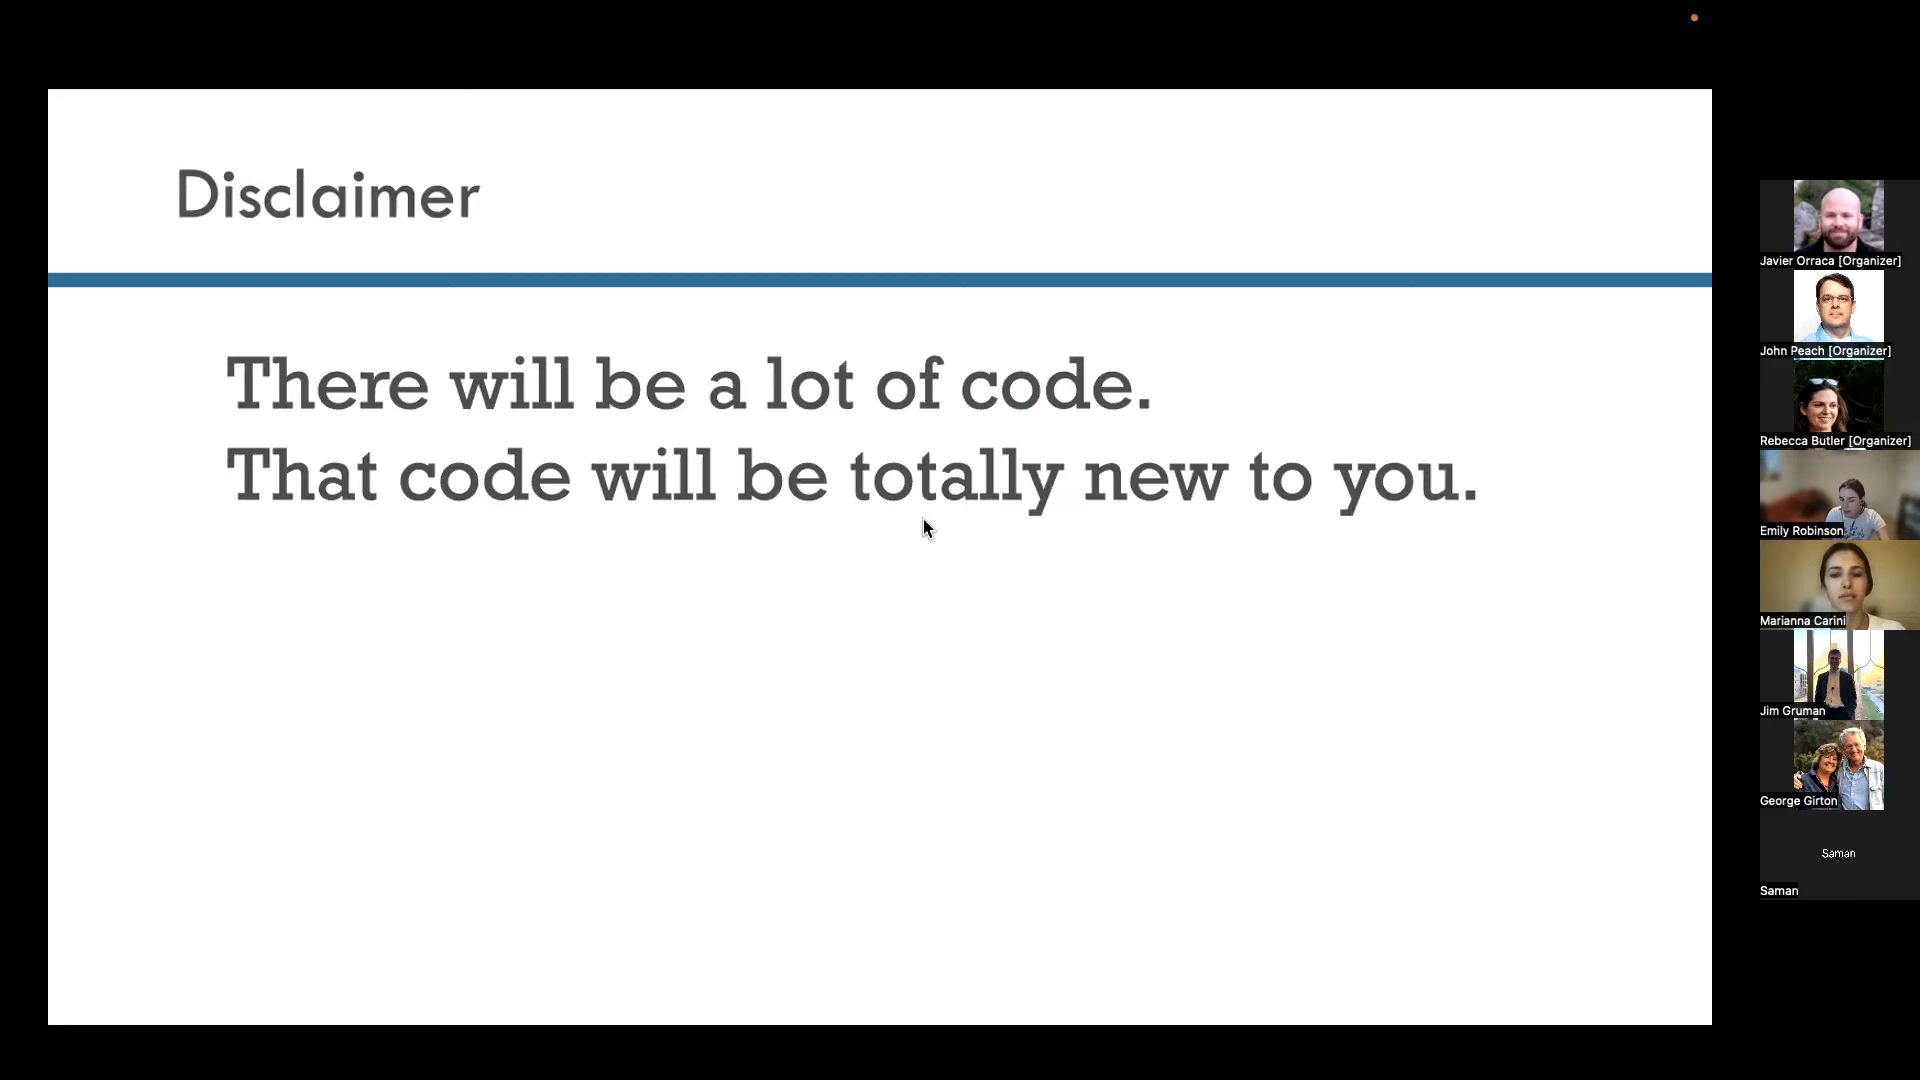 Disclaimer
There will be a lot of code.
That code will be totally new to you.
Javier Orraca [Organizer]
John Peach [Organizer]
Rebecca Butler [Organizer]
Emily Robinson
Marianna Carini
Jim Gruman
George Girton
Saman
Saman